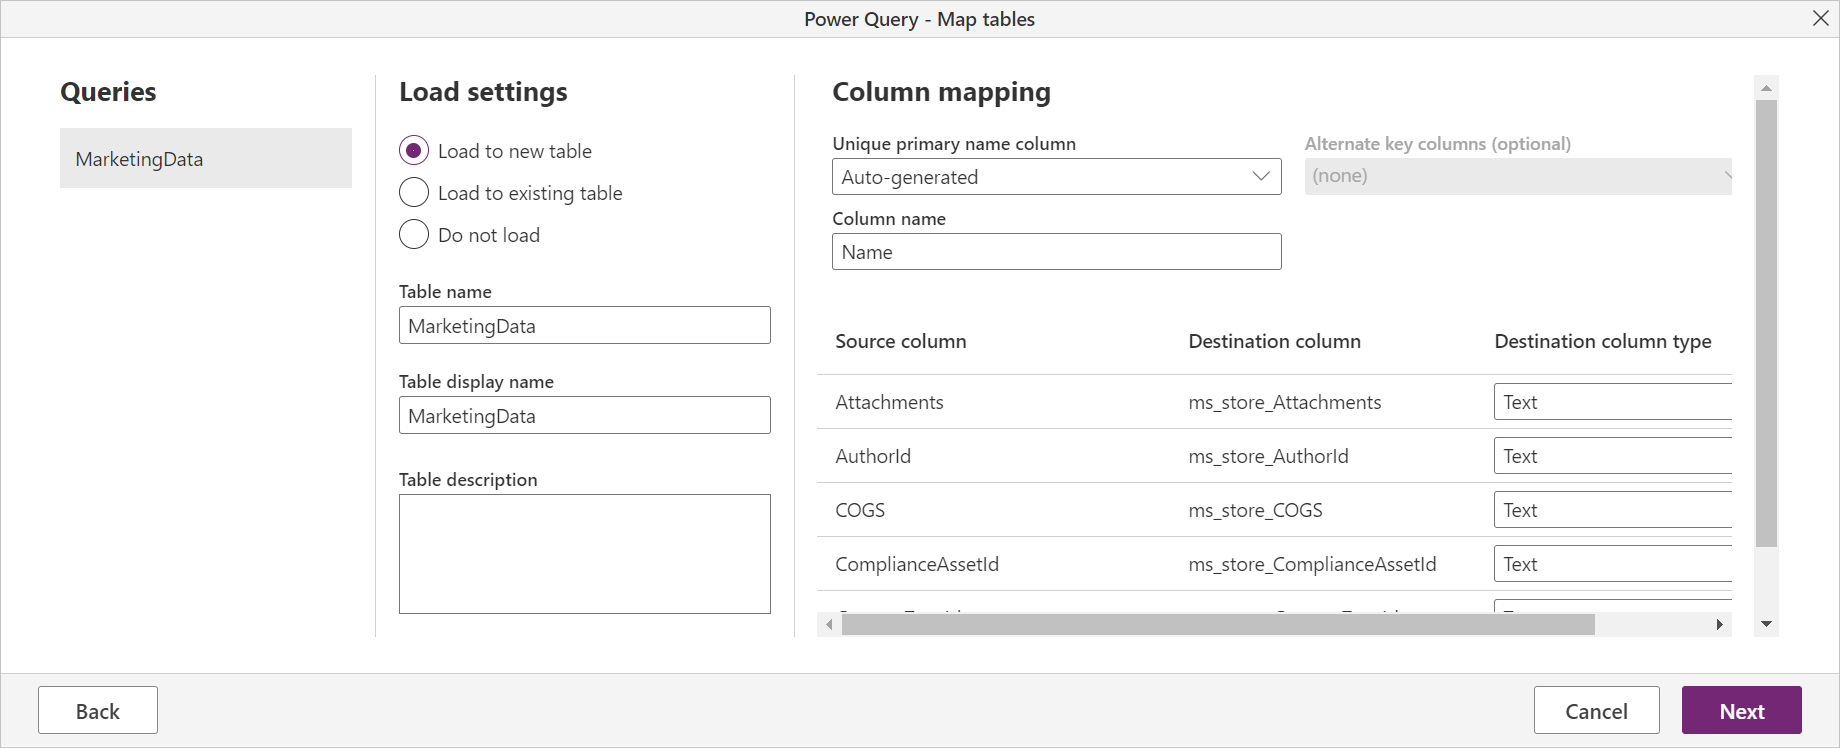 Power Query - Map tables
Queries
MarketingData
Load settings
Load to new table
Load to existing table
Do not load
Table name
MarketingData
Table display name
MarketingData
Table description
Column mapping
Unique primary name column
Alternate key columns (optional)
Auto-generated
(none)
Column name
Name
Source column Destination column Destination column type
Attachments ms_store_Attachments Text
AuthorId ms_store_AuthorId Text
COGS ms_store_COGS Text
ComplianceAssetId ms_store_ComplianceAssetId Text
Back
Cancel
Next